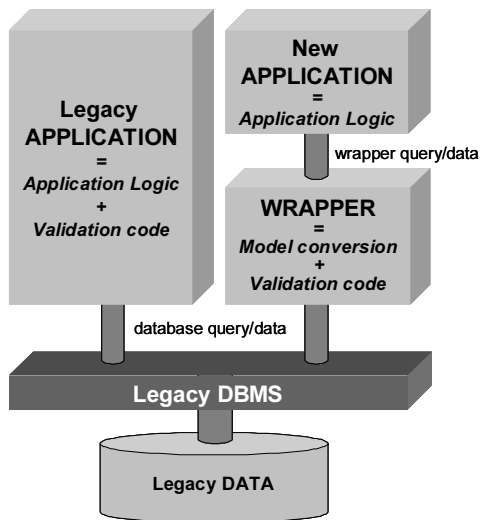 Legacy
APPLICATION
=
Application Logic
+
Validation code
New
APPLICATION
=
Application Logic
wrapper query/data
WRAPPER
=
Model conversion
+
Validation code
database query/data
Legacy DBMS
Legacy DATA